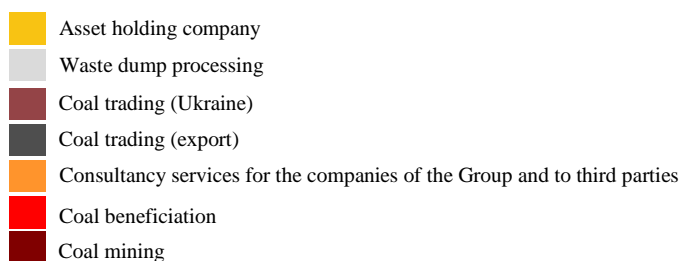 Asset holding company
Waste dump processing
Coal trading (Ukraine)
Coal trading (export)
Consultancy services for the companies of the Group and to third parties
Coal beneficiation
Coal mining